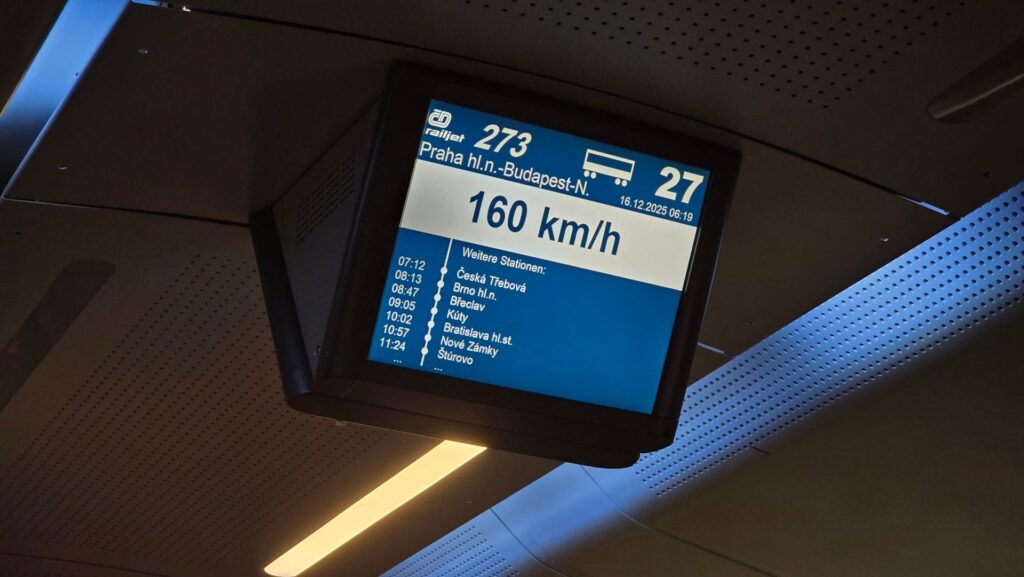 ČD
railjet 273
27
Praha hl.n.-Budapest-N.
16.12.2025 06:19
160 km/h
Weitere Stationen:
07:12 Česká Třebová
08:13 Brno hl.n.
08:47 Břeclav
09:05 Kúty
10:02 Bratislava hl.st.
10:57 Nové Zámky
11:24 Štúrovo
... ...